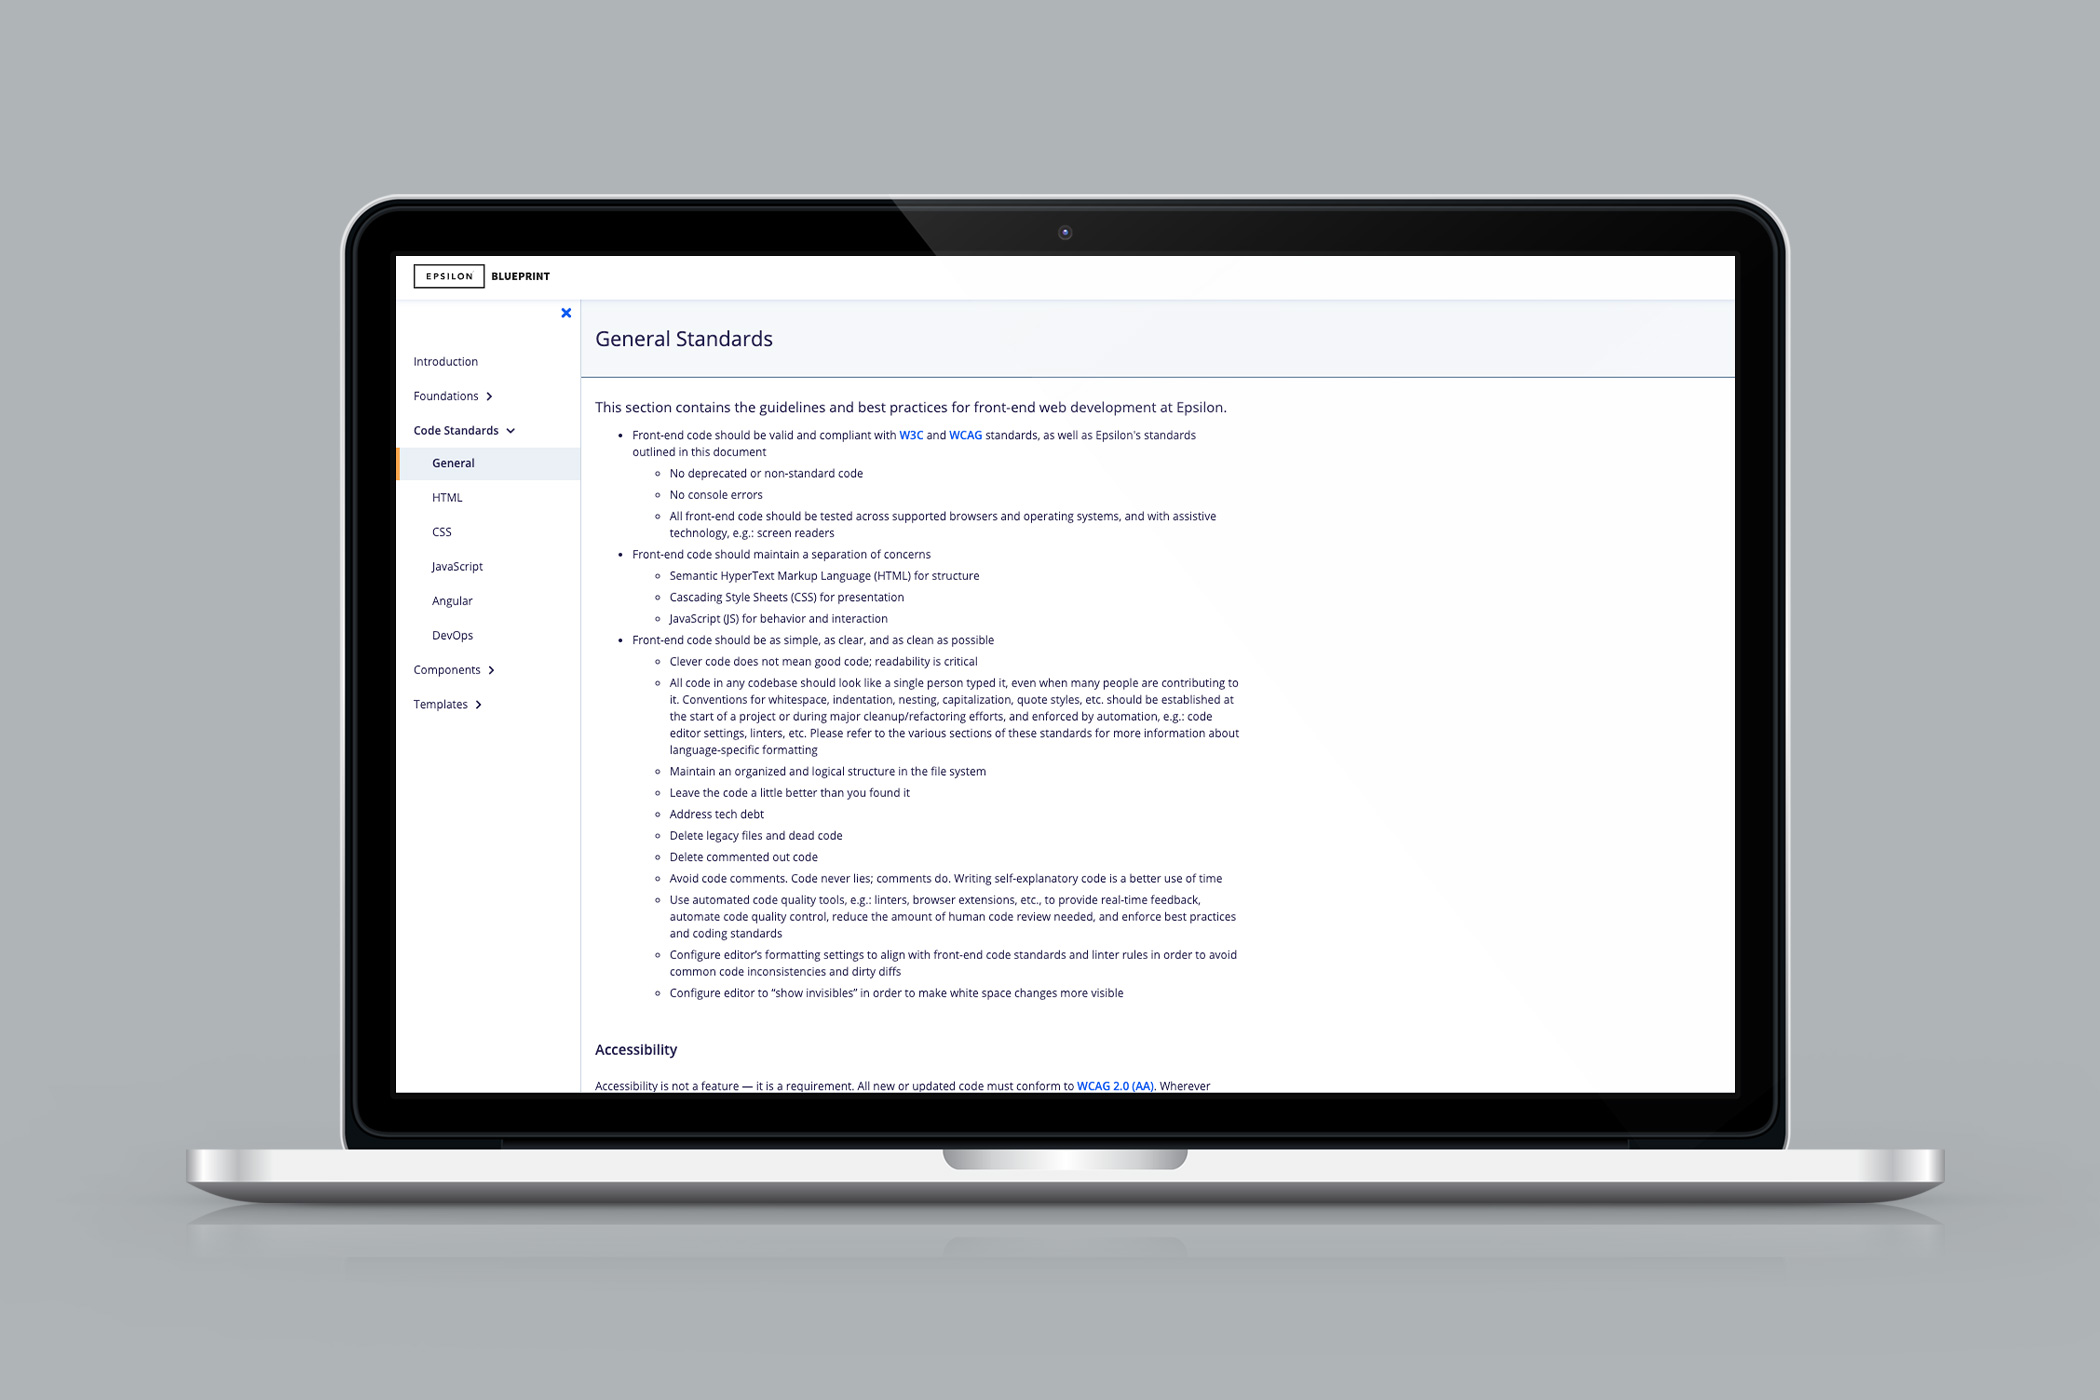 EPSILON BLUEPRINT
Introduction
Foundations
Code Standards
General
HTML
CSS
JavaScript
Angular
DevOps
Components
Templates
General Standards
This section contains the guidelines and best practices for front-end web development at Epsilon.
• Front-end code should be valid and compliant with W3C and WCAG standards, as well as Epsilon's standards
outlined in this document
◦ No deprecated or non-standard code
◦ No console errors
◦ All front-end code should be tested across supported browsers and operating systems, and with assistive
technology, e.g.: screen readers
• Front-end code should maintain a separation of concerns
◦ Semantic HyperText Markup Language (HTML) for structure
◦ Cascading Style Sheets (CSS) for presentation
◦ JavaScript (JS) for behavior and interaction
• Front-end code should be as simple, as clear, and as clean as possible
◦ Clever code does not mean good code; readability is critical
◦ All code in any codebase should look like a single person typed it, even when many people are contributing to
it. Conventions for whitespace, indentation, nesting, capitalization, quote styles, etc. should be established at
the start of a project or during major cleanup/refactoring efforts, and enforced by automation, e.g.: code
editor settings, linters, etc. Please refer to the various sections of these standards for more information about
language-specific formatting
◦ Maintain an organized and logical structure in the file system
◦ Leave the code a little better than you found it
◦ Address tech debt
◦ Delete legacy files and dead code
◦ Delete commented out code
◦ Avoid code comments. Code never lies; comments do. Writing self-explanatory code is a better use of time
◦ Use automated code quality tools, e.g.: linters, browser extensions, etc., to provide real-time feedback,
automate code quality control, reduce the amount of human code review needed, and enforce best practices
and coding standards
◦ Configure editor’s formatting settings to align with front-end code standards and linter rules in order to avoid
common code inconsistencies and dirty diffs
◦ Configure editor to “show invisibles” in order to make white space changes more visible
Accessibility
Accessibility is not a feature — it is a requirement. All new or updated code must conform to WCAG 2.0 (AA). Wherever